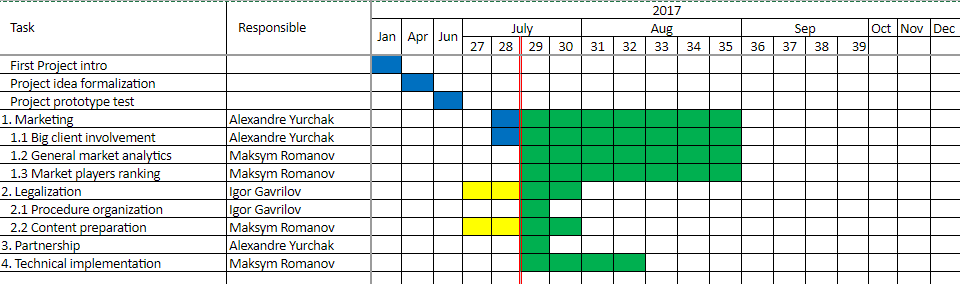 2017
Task Responsible
Jan Apr Jun July Aug Sep Oct Nov Dec
27 28 29 30 31 32 33 34 35 36 37 38 39
First Project intro
Project idea formalization
Project prototype test
1. Marketing Alexandre Yurchak
1.1 Big client involvement Alexandre Yurchak
1.2 General market analytics Maksym Romanov
1.3 Market players ranking Maksym Romanov
2. Legalization Igor Gavrilov
2.1 Procedure organization Igor Gavrilov
2.2 Content preparation Maksym Romanov
3. Partnership Alexandre Yurchak
4. Technical implementation Maksym Romanov